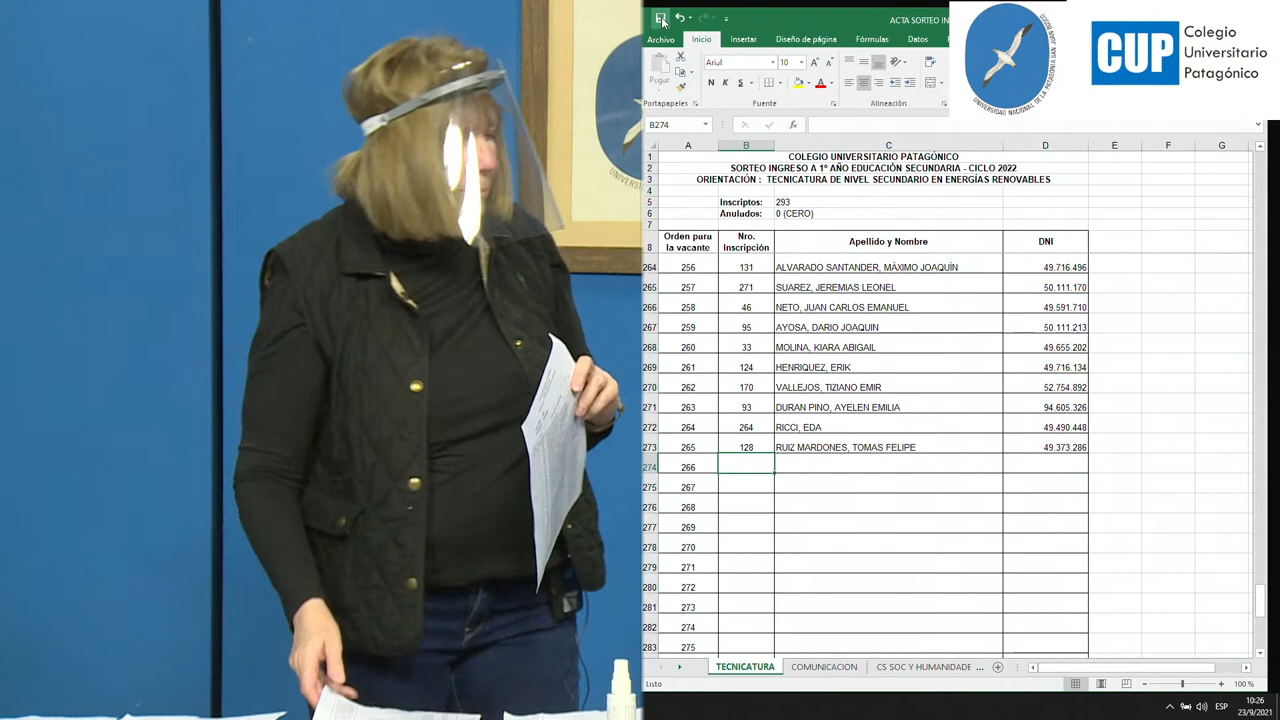 ACTA SORTEO IN
Archivo Inicio Insertar Diseño de página Fórmulas Datos
Arial 10
Pegar N K S
Portapapeles Fuente Alineación
UNIVERSIDAD NACIONAL DE LA PATAGONIA SAN JUAN BOSCO
CUP Colegio
Universitario
Patagónico
B274 fx
A B C D E F G
1 COLEGIO UNIVERSITARIO PATAGÓNICO
2 SORTEO INGRESO A 1º AÑO EDUCACIÓN SECUNDARIA - CICLO 2022
3 ORIENTACIÓN : TECNICATURA DE NIVEL SECUNDARIO EN ENERGÍAS RENOVABLES
4
5 Inscriptos: 293
6 Anulados: 0 (CERO)
7
Orden para Nro.
8 la vacante Inscripción Apellido y Nombre DNI
264 256 131 ALVARADO SANTANDER, MÁXIMO JOAQUÍN 49.716.496
265 257 271 SUAREZ, JEREMIAS LEONEL 50.111.170
266 258 46 NETO, JUAN CARLOS EMANUEL 49.591.710
267 259 95 AYOSA, DARIO JOAQUIN 50.111.213
268 260 33 MOLINA, KIARA ABIGAIL 49.655.202
269 261 124 HENRIQUEZ, ERIK 49.716.134
270 262 170 VALLEJOS, TIZIANO EMIR 52.754.892
271 263 93 DURAN PINO, AYELEN EMILIA 94.605.326
272 264 264 RICCI, EDA 49.490.448
273 265 128 RUIZ MARDONES, TOMAS FELIPE 49.373.286
274 266
275 267
276 268
277 269
278 270
279 271
280 272
281 273
282 274
283 275
TECNICATURA COMUNICACION CS SOC Y HUMANIDADE ...
Listo 100 %
ESP 10:26
23/9/2021